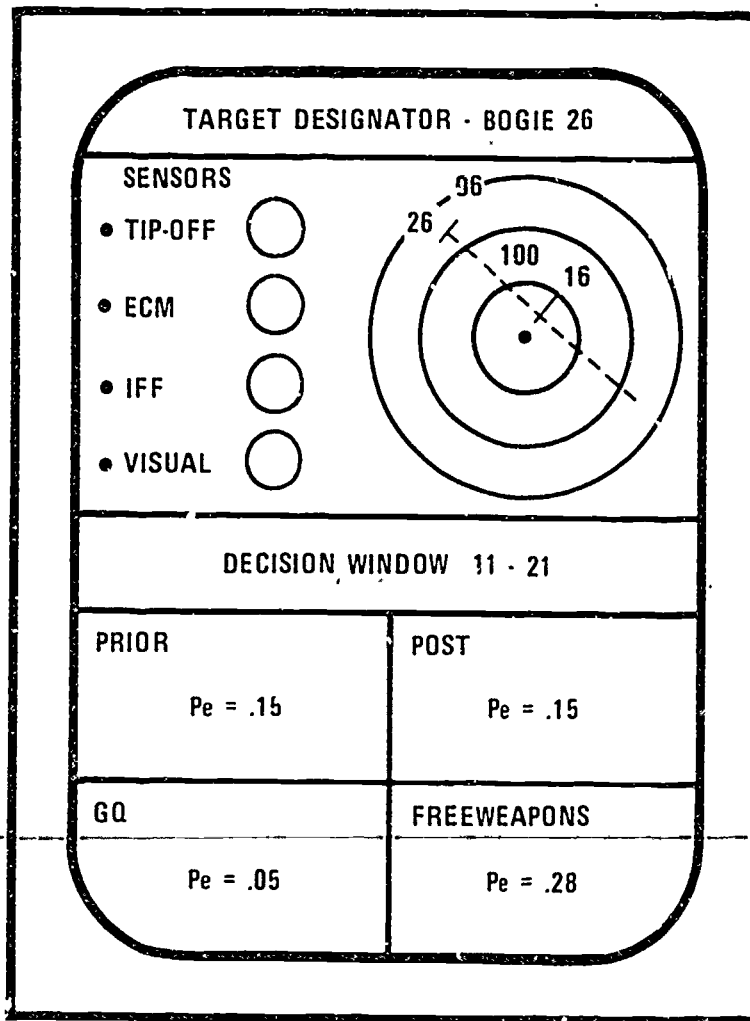 TARGET DESIGNATOR - BOGIE 26
SENSORS
• TIP-OFF
• ECM
• IFF
• VISUAL
96
26
100
16
DECISION WINDOW 11 - 21
PRIOR
Pe = .15
POST
Pe = .15
GQ
Pe = .05
FREEWEAPONS
Pe = .28